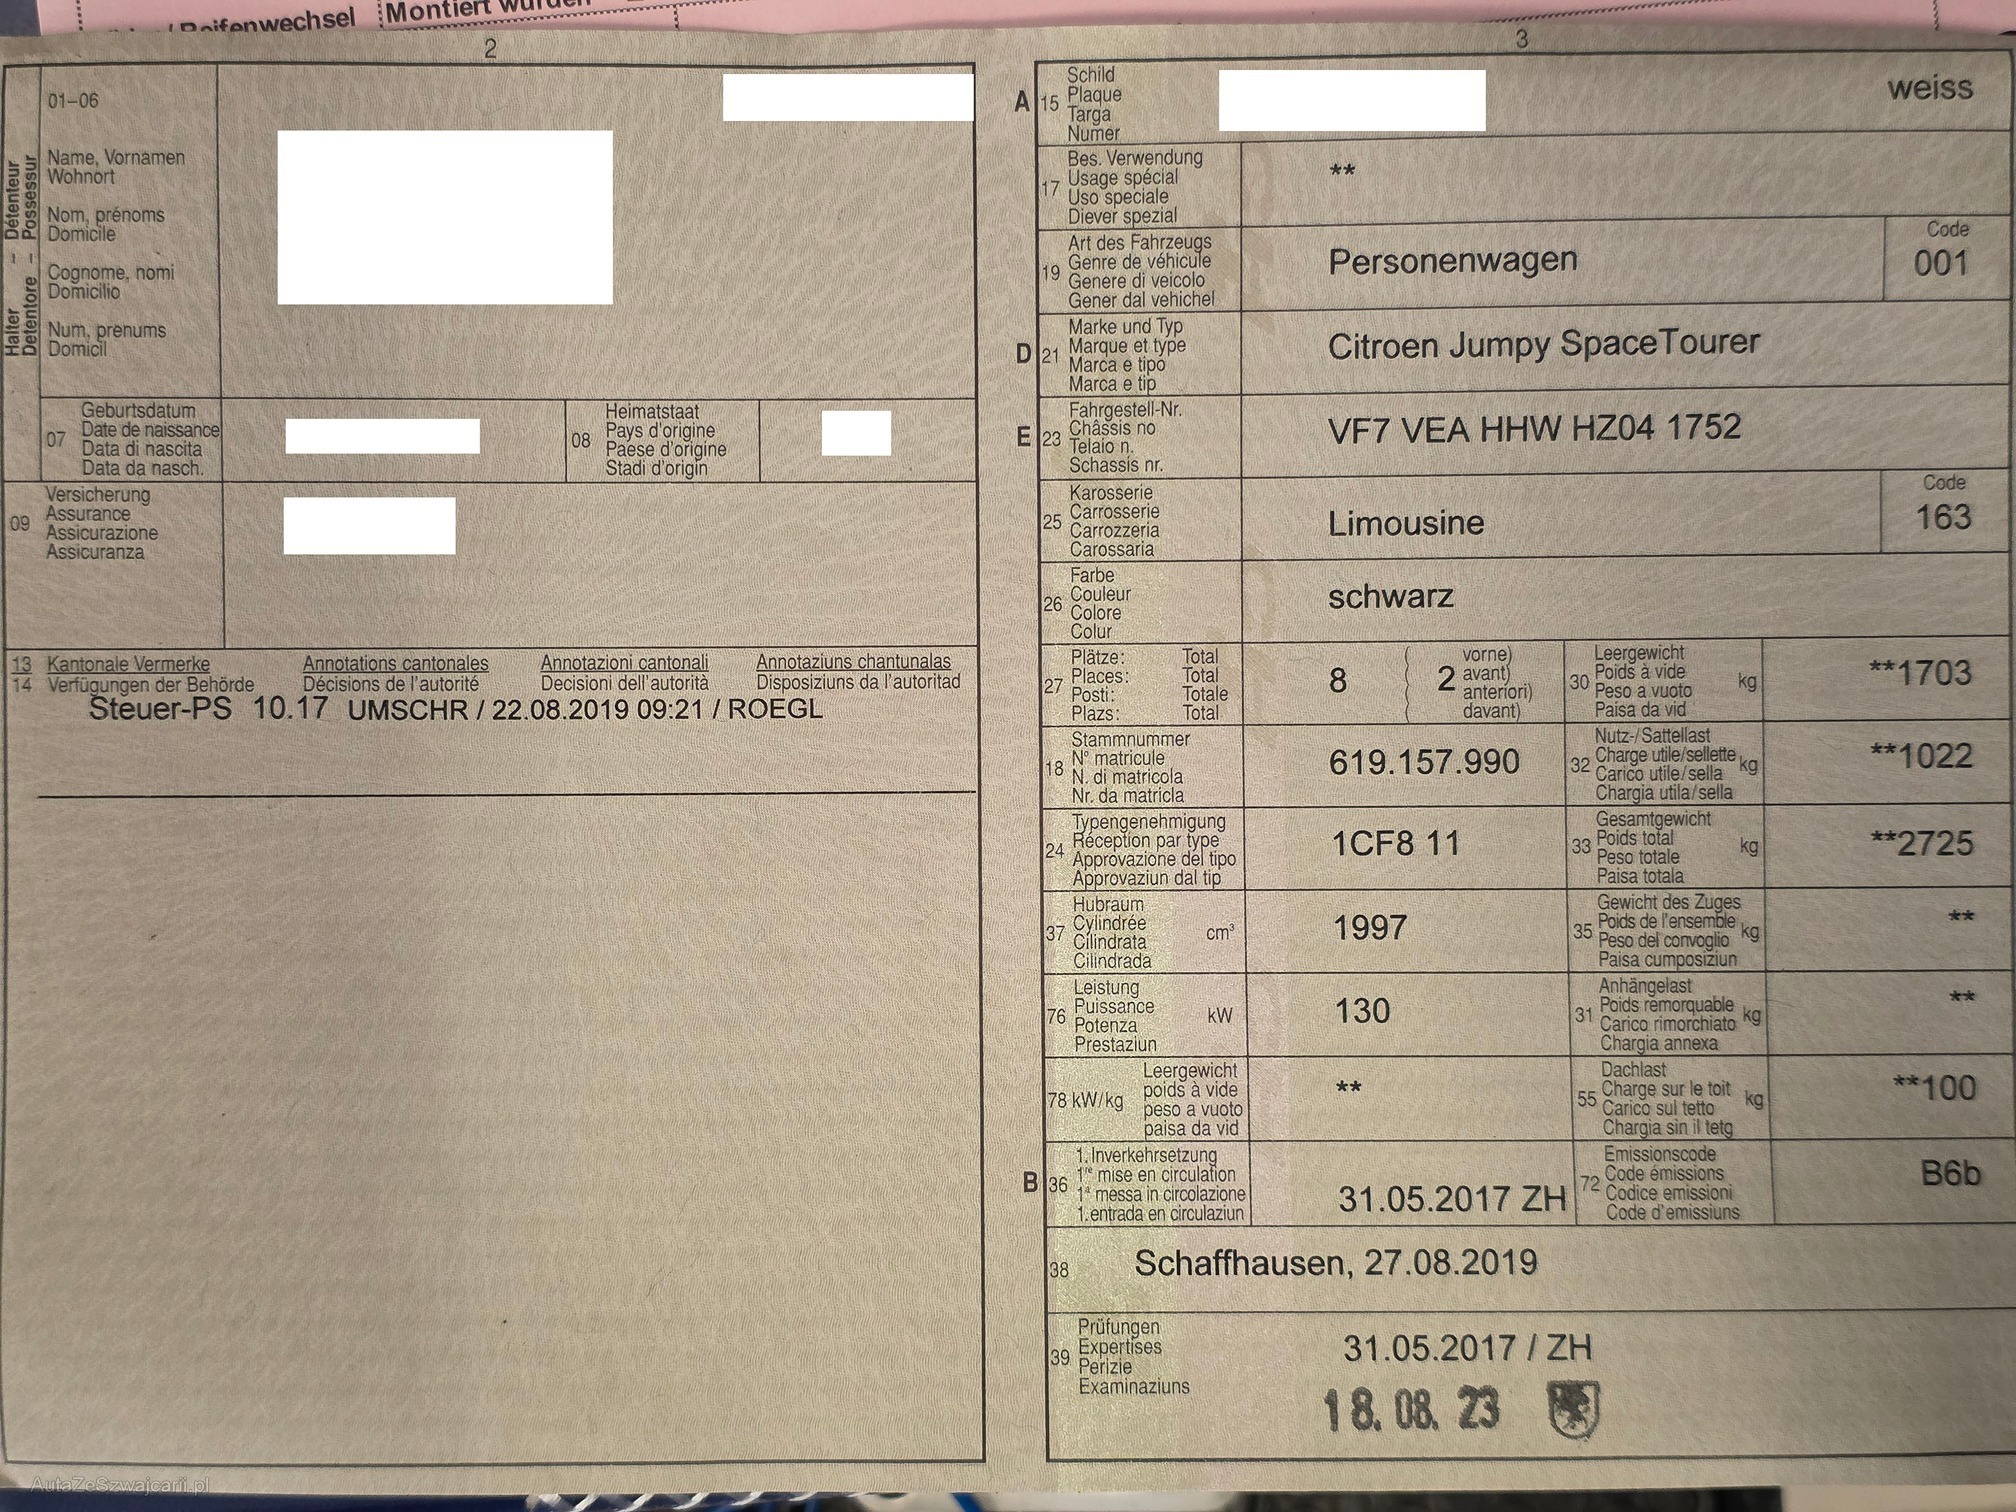 / Reifenwechsel
Montiert wurden
2
01–06
Halter – Détenteur
Detentore – Possessur
Name, Vornamen
Wohnort
Nom, prénoms
Domicile
Cognome, nomi
Domicilio
Num, prenums
Domicil
07
Geburtsdatum
Date de naissance
Data di nascita
Data da nasch.
08
Heimatstaat
Pays d'origine
Paese d'origine
Stadi d'origin
09
Versicherung
Assurance
Assicurazione
Assicuranza
13 Kantonale Vermerke Annotations cantonales Annotazioni cantonali Annotaziuns chantunalas
14 Verfügungen der Behörde Décisions de l'autorité Decisioni dell'autorità Disposiziuns da l'autoritad
Steuer-PS 10.17 UMSCHR / 22.08.2019 09:21 / ROEGL
3
A 15
Schild
Plaque
Targa
Numer
weiss
17
Bes. Verwendung
Usage spécial
Uso speciale
Diever spezial
**
19
Art des Fahrzeugs
Genre de véhicule
Genere di veicolo
Gener dal vehichel
Personenwagen
Code
001
D 21
Marke und Typ
Marque et type
Marca e tipo
Marca e tip
Citroen Jumpy SpaceTourer
E 23
Fahrgestell-Nr.
Châssis no
Telaio n.
Schassis nr.
VF7 VEA HHW HZ04 1752
25
Karosserie
Carrosserie
Carrozzeria
Carossaria
Limousine
Code
163
26
Farbe
Couleur
Colore
Colur
schwarz
27
Plätze: Total
Places: Total
Posti: Totale
Plazs: Total
8 ( 2
vorne)
avant)
anteriori)
davant)
30
Leergewicht
Poids à vide
Peso a vuoto
Paisa da vid
kg
**1703
18
Stammnummer
N° matricule
N. di matricola
Nr. da matricla
619.157.990
32
Nutz-/Sattellast
Charge utile/sellette
Carico utile/sella
Chargia utila/sella
kg
**1022
24
Typengenehmigung
Réception par type
Approvazione del tipo
Approvaziun dal tip
1CF8 11
33
Gesamtgewicht
Poids total
Peso totale
Paisa totala
kg
**2725
37
Hubraum
Cylindrée
Cilindrata
Cilindrada
cm³
1997
35
Gewicht des Zuges
Poids de l'ensemble
Peso del convoglio
Paisa cumposiziun
kg
**
76
Leistung
Puissance
Potenza
Prestaziun
kW
130
31
Anhängelast
Poids remorquable
Carico rimorchiato
Chargia annexa
kg
**
78 kW/kg
Leergewicht
poids à vide
peso a vuoto
paisa da vid
**
55
Dachlast
Charge sur le toit
Carico sul tetto
Chargia sin il tetg
kg
**100
B 36
1. Inverkehrsetzung
1re mise en circulation
1a messa in circolazione
1. entrada en circulaziun
31.05.2017 ZH
72
Emissionscode
Code émissions
Codice emissioni
Code d'emissiuns
B6b
38
Schaffhausen, 27.08.2019
39
Prüfungen
Expertises
Perizie
Examinaziuns
31.05.2017 / ZH
18. 08. 23
AutaZeSzwajcarii.pl